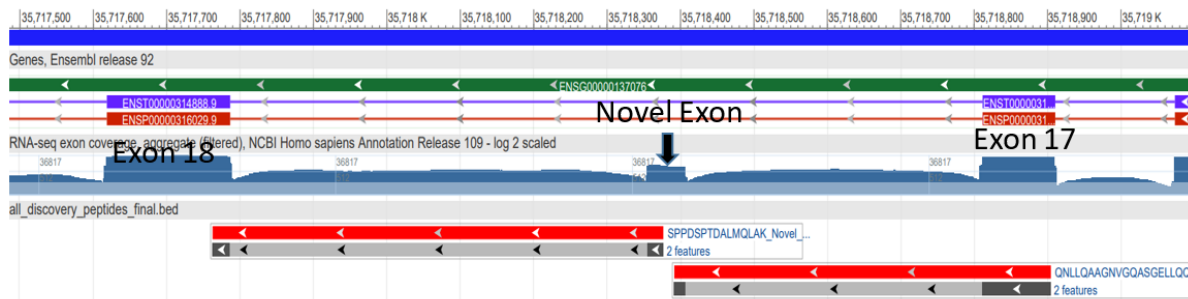 35,717,500 35,717,600 35,717,700 35,717,800 35,717,900 35,718 K 35,718,100 35,718,200 35,718,300 35,718,400 35,718,500 35,718,600 35,718,700 35,718,800 35,718,900 35,719 K
Genes, Ensembl release 92
ENSG00000137076
ENST00000314888.9 ENST0000031
ENSP00000316029.9 ENSP0000031...
Novel Exon
RNA-seq exon coverage, aggregate (filtered), NCBI Homo sapiens Annotation Release 109 - log 2 scaled
Exon 18 Exon 17
36817 36817 36817 36817
all_discovery_peptides_final.bed
SPPDSPTDALMQLAK_Novel_...
2 features
QNLLQAAGNVGQASGELLQQ
2 features